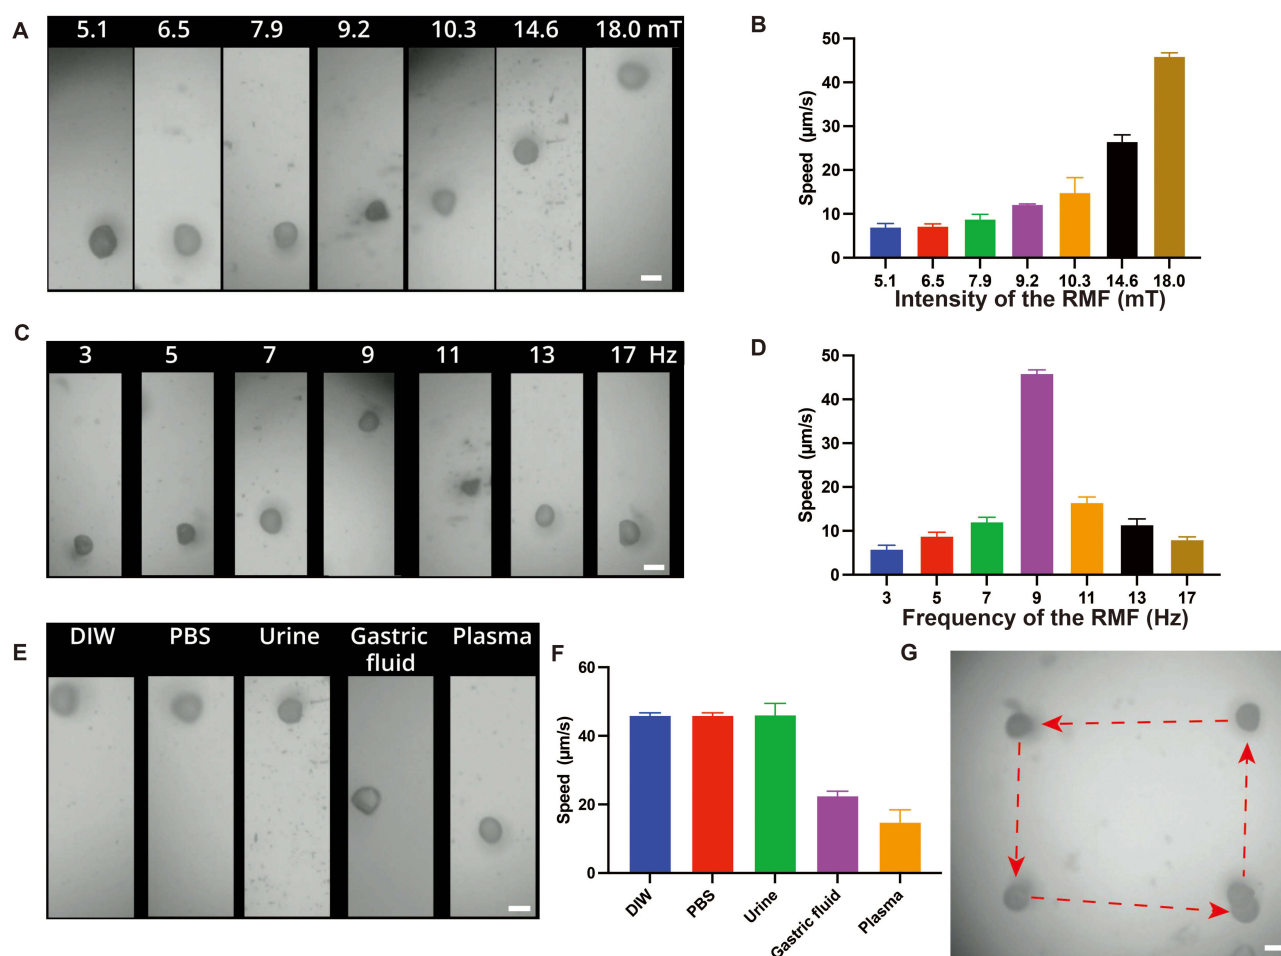 A
5.1 6.5 7.9 9.2 10.3 14.6 18.0 mT
B
50
40
30
20
10
0
Speed (µm/s)
5.1 6.5 7.9 9.2 10.3 14.6 18.0
Intensity of the RMF (mT)
C
3 5 7 9 11 13 17 Hz
D
50
40
30
20
10
0
Speed (µm/s)
3 5 7 9 11 13 17
Frequency of the RMF (Hz)
E
DIW PBS Urine Gastric Plasma
fluid
F
60
40
20
0
Speed (µm/s)
DIW PBS Urine Gastric fluid Plasma
G